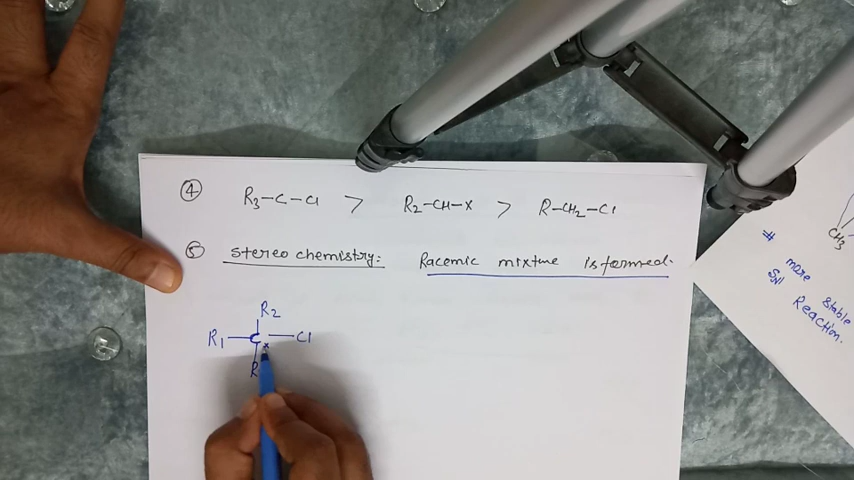 ④ R₃-C-Cl > R₂-CH-X > R-CH₂-Cl
⑤ stereo chemistry: Racemic mixture is formed.
R₂
R₁-C-Cl
*
R
CH₃
# more stable
SN1 Reaction.